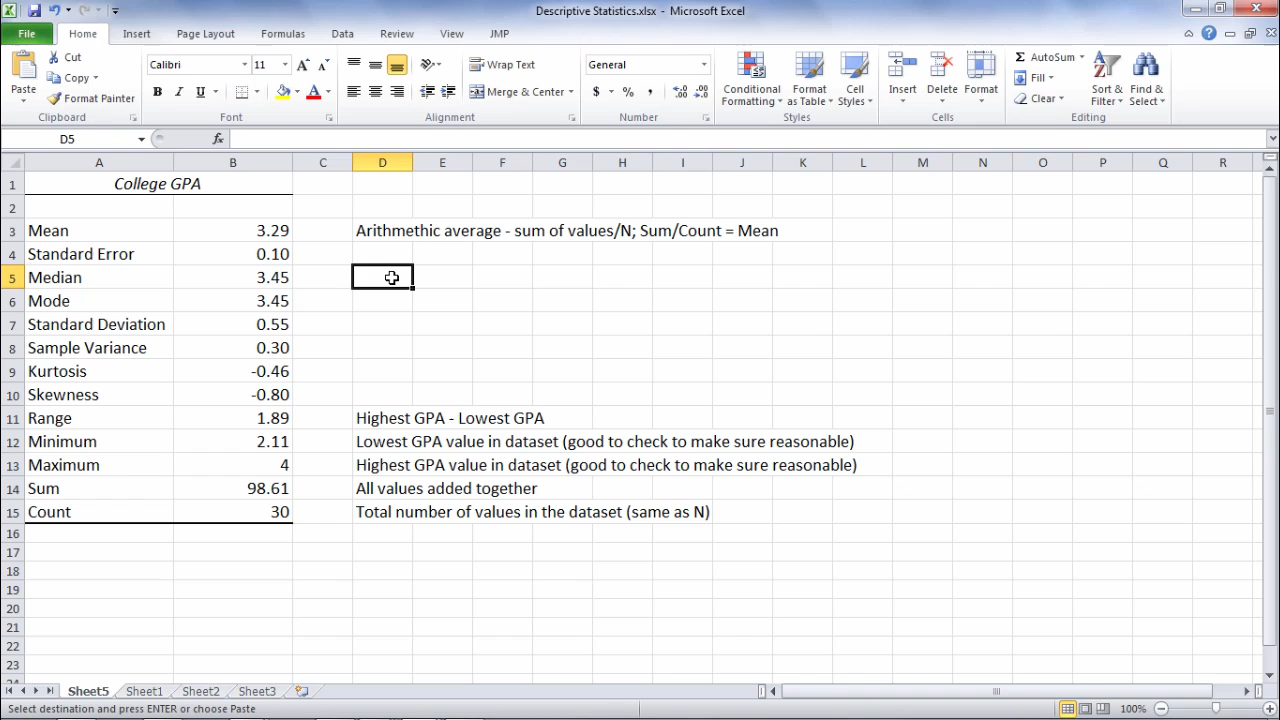 Descriptive Statistics.xlsx - Microsoft Excel
File Home Insert Page Layout Formulas Data Review View JMP
Cut
Copy
Format Painter
Paste
Clipboard
Calibri 11 A A
B I U A
Font
Wrap Text
Merge & Center
Alignment
General
$ % ,
Number
Conditional Formatting
Format as Table
Cell Styles
Styles
Insert Delete Format
Cells
Σ AutoSum
Fill
Clear
Sort & Filter
Find & Select
Editing
D5 fx
A B C D E F G H I J K L M N O P Q R
1 College GPA
2
3 Mean 3.29 Arithmethic average - sum of values/N; Sum/Count = Mean
4 Standard Error 0.10
5 Median 3.45
6 Mode 3.45
7 Standard Deviation 0.55
8 Sample Variance 0.30
9 Kurtosis -0.46
10 Skewness -0.80
11 Range 1.89 Highest GPA - Lowest GPA
12 Minimum 2.11 Lowest GPA value in dataset (good to check to make sure reasonable)
13 Maximum 4 Highest GPA value in dataset (good to check to make sure reasonable)
14 Sum 98.61 All values added together
15 Count 30 Total number of values in the dataset (same as N)
16
17
18
19
20
21
22
23
Sheet5 Sheet1 Sheet2 Sheet3
Select destination and press ENTER or choose Paste 100%